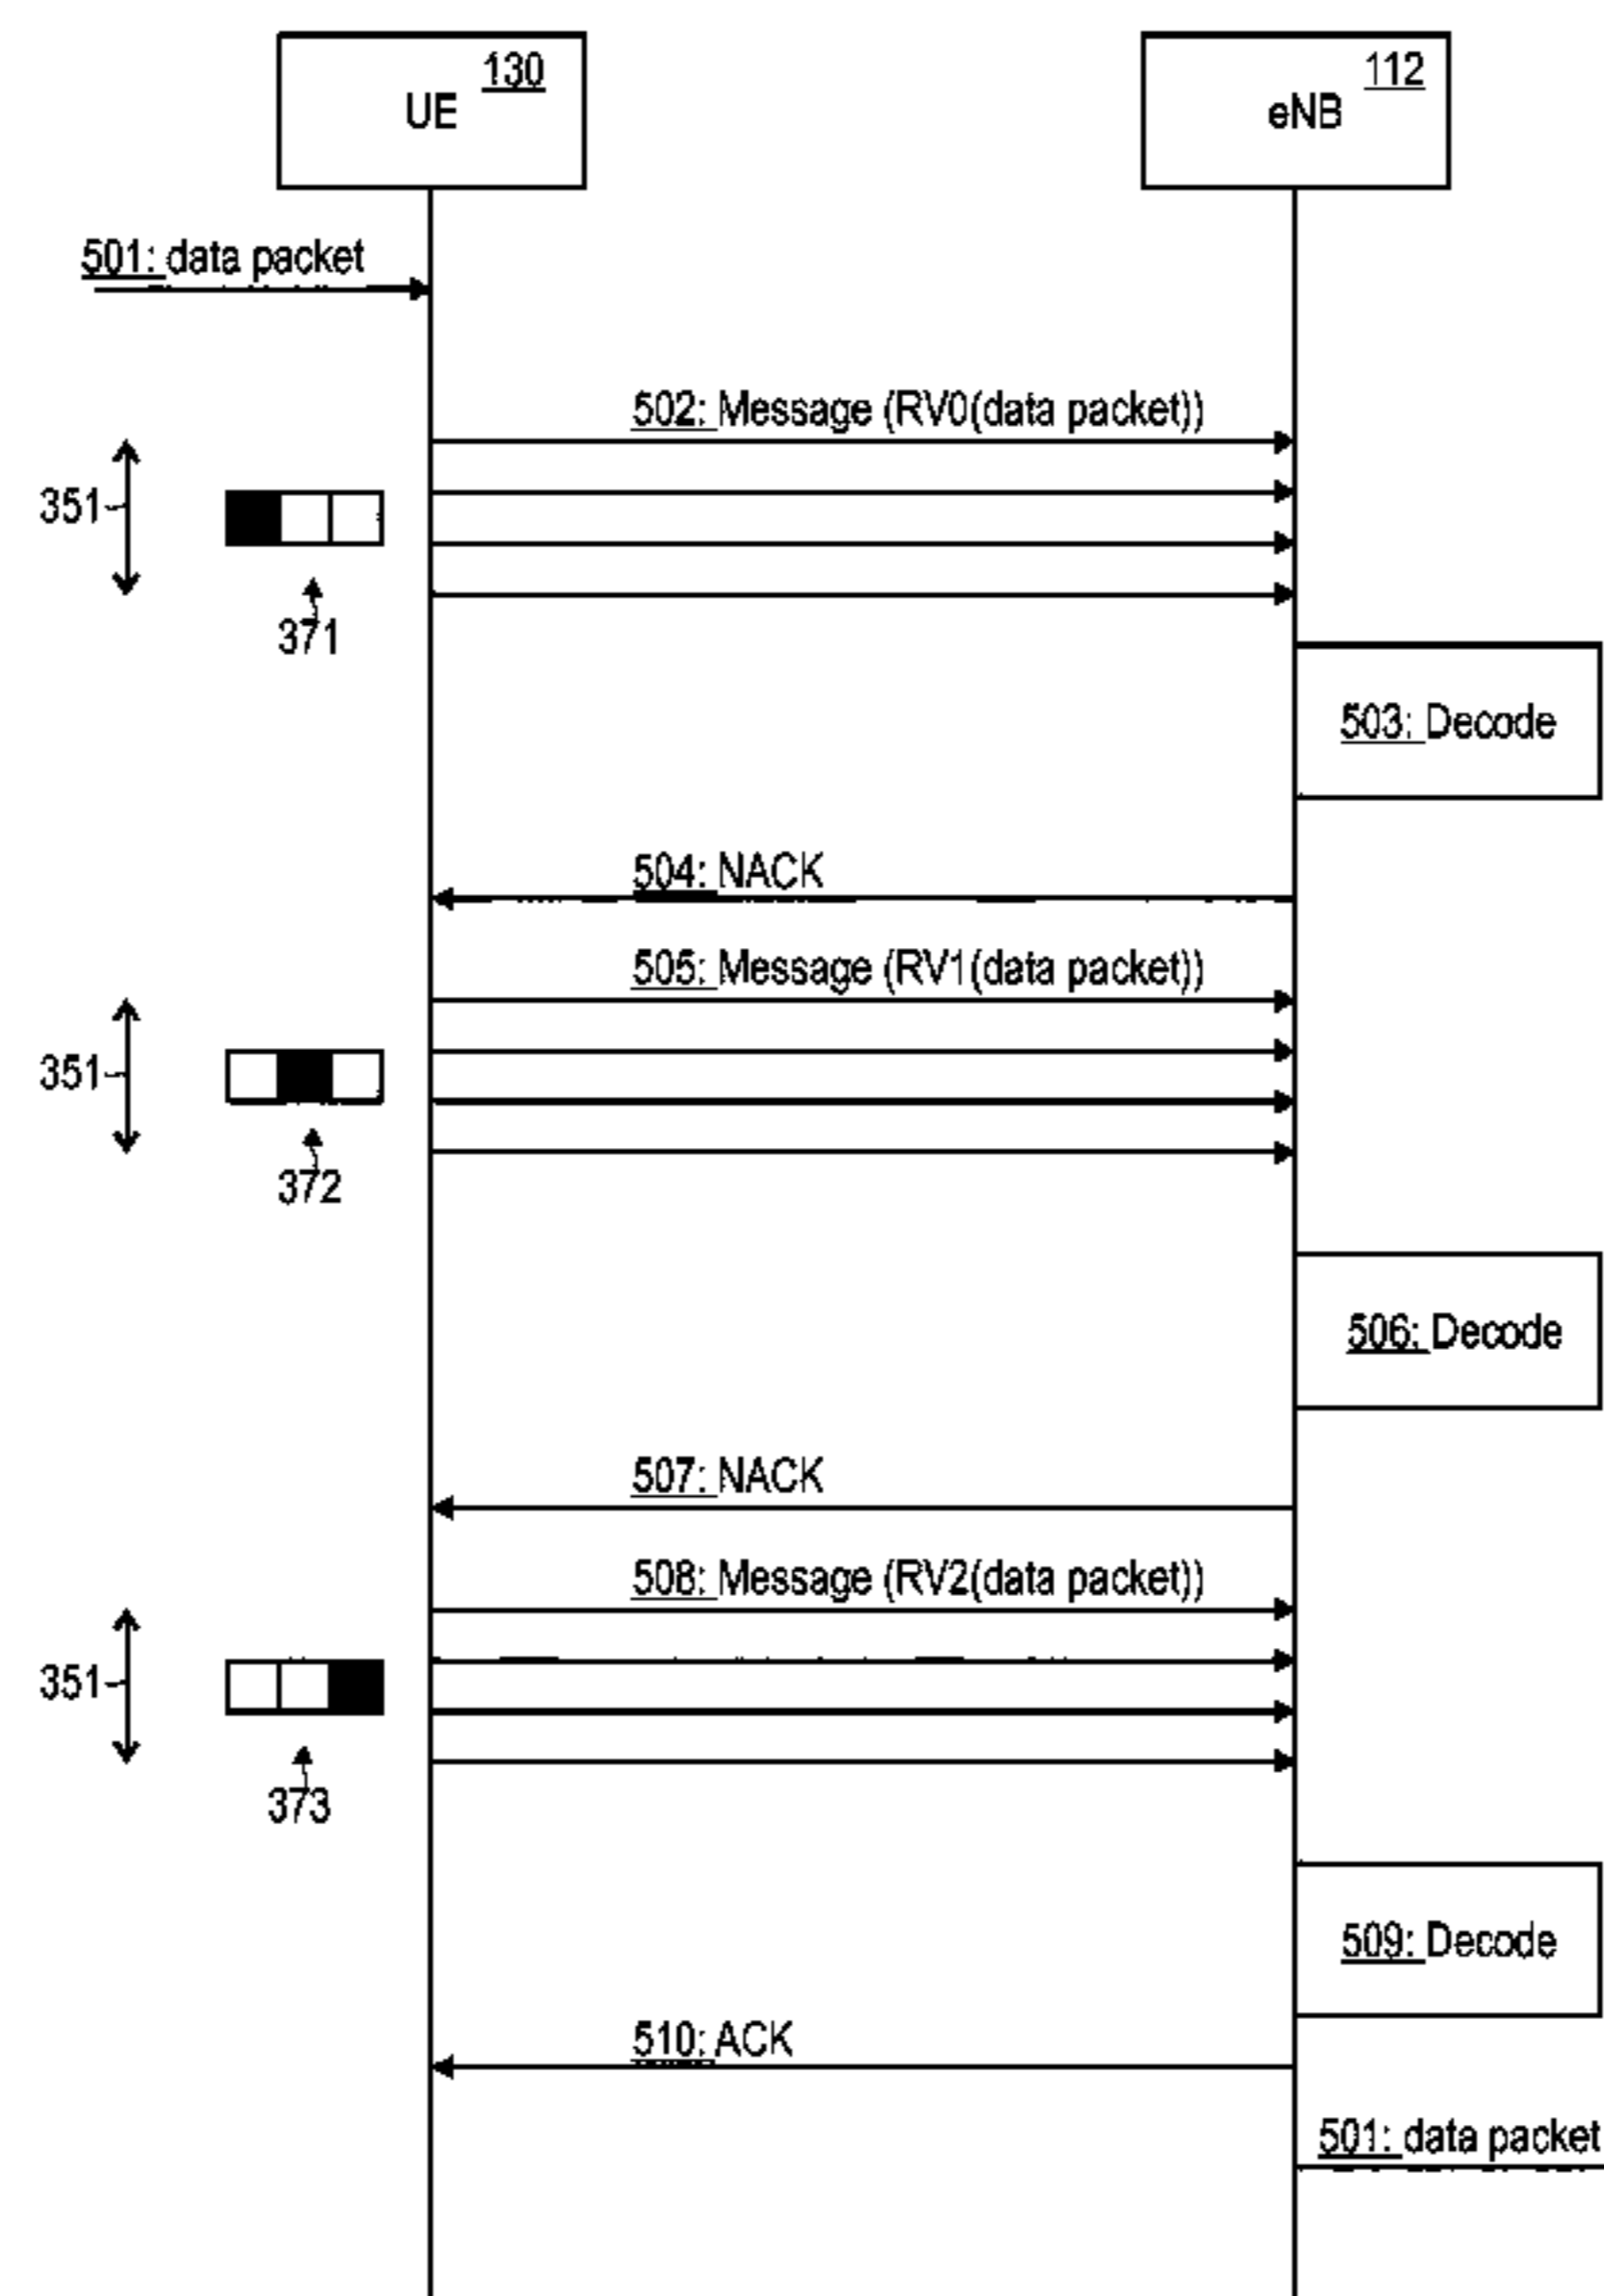 130
UE
112
eNB
501: data packet
502: Message (RV0(data packet))
351
371
503: Decode
504: NACK
505: Message (RV1(data packet))
351
372
506: Decode
507: NACK
508: Message (RV2(data packet))
351
373
509: Decode
510: ACK
501: data packet